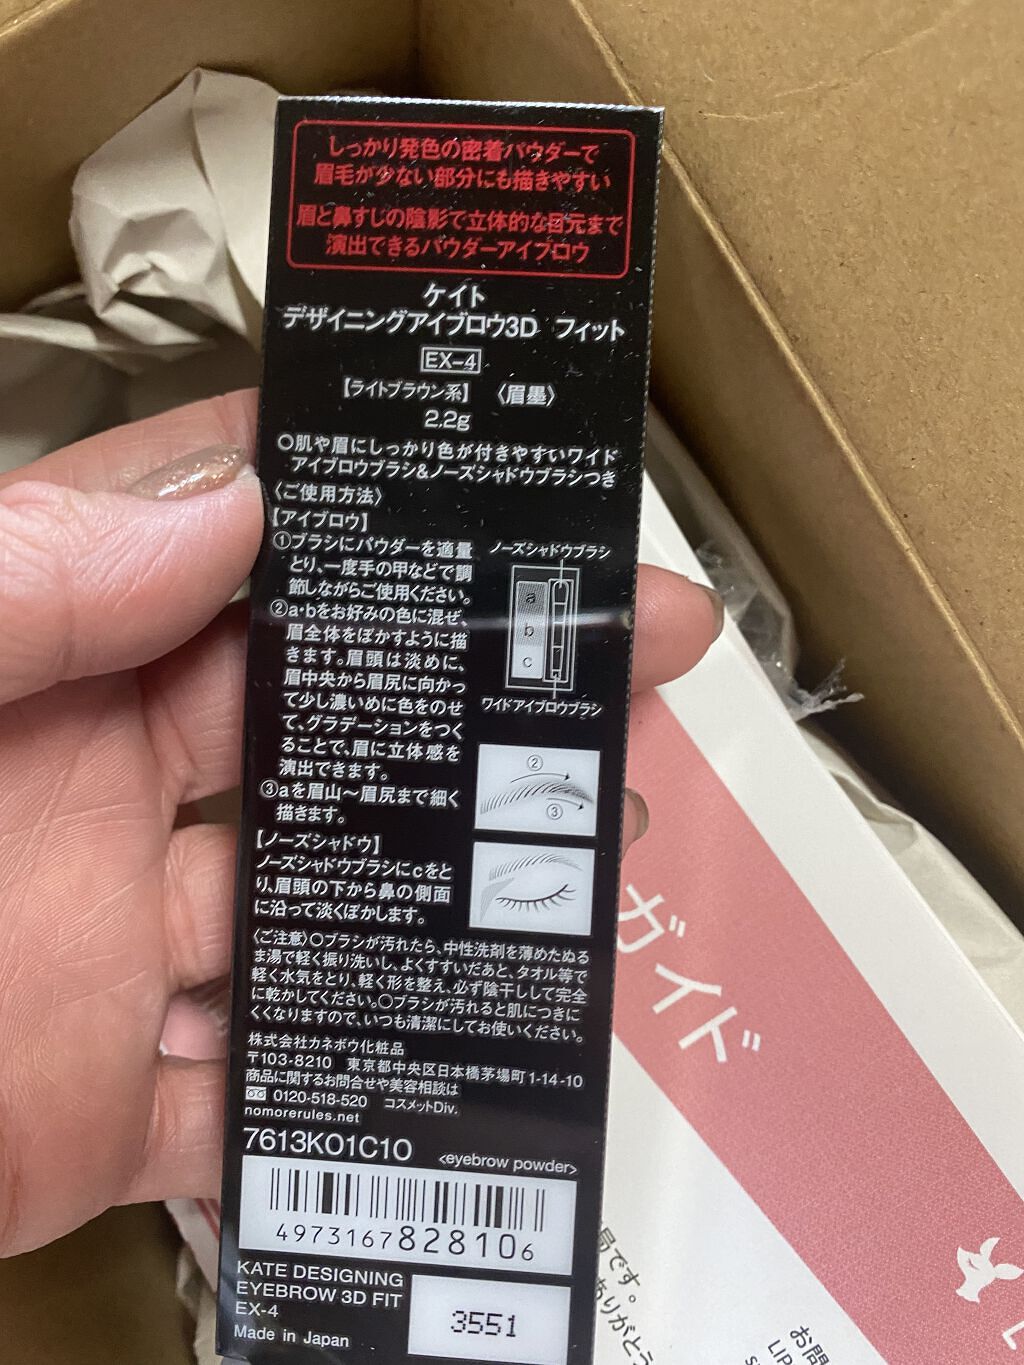 しっかり発色の密着パウダーで
眉毛が少ない部分にも描きやすい
眉と鼻すじの陰影で立体的な目元まで
演出できるパウダーアイブロウ
ケイト
デザイニングアイブロウ3D フィット
EX-4
【ライトブラウン系】 〈眉墨〉
2.2g
○肌や眉にしっかり色が付きやすいワイド
アイブロウブラシ&ノーズシャドウブラシつき
〈ご使用方法〉
【アイブロウ】
①ブラシにパウダーを適量
とり、一度手の甲などで調
節しながらご使用ください。
②a・bをお好みの色に混ぜ、
眉全体をぼかすように描
きます。眉頭は淡めに、
眉中央から眉尻に向かっ
て少し濃いめに色をのせ
て、グラデーションをつく
ることで、眉に立体感を
演出できます。
③aを眉山〜眉尻まで細く
描きます。
ノーズシャドウブラシ
a
b
c
ワイドアイブロウブラシ
②
③
【ノーズシャドウ】
ノーズシャドウブラシにcをと
り、眉頭の下から鼻の側面
に沿って淡くぼかします。
〈ご注意〉○ブラシが汚れたら、中性洗剤を薄めたぬる
ま湯で軽く振り洗いし、よくすすいだあと、タオル等で
軽く水気をとり、軽く形を整え、必ず陰干しして完全
に乾かしてください。○ブラシが汚れると肌につきに
くくなりますので、いつも清潔にしてお使いください。
株式会社カネボウ化粧品
〒103-8210 東京都中央区日本橋茅場町1-14-10
商品に関するお問合せや美容相談は
0120-518-520 コスメットDiv.
nomorerules.net
7613K01C10 <eyebrow powder>
4973167828106
KATE DESIGNING
EYEBROW 3D FIT
EX-4
Made in Japan
3551
ガイド
局です。
ありがとう
お問
LIP